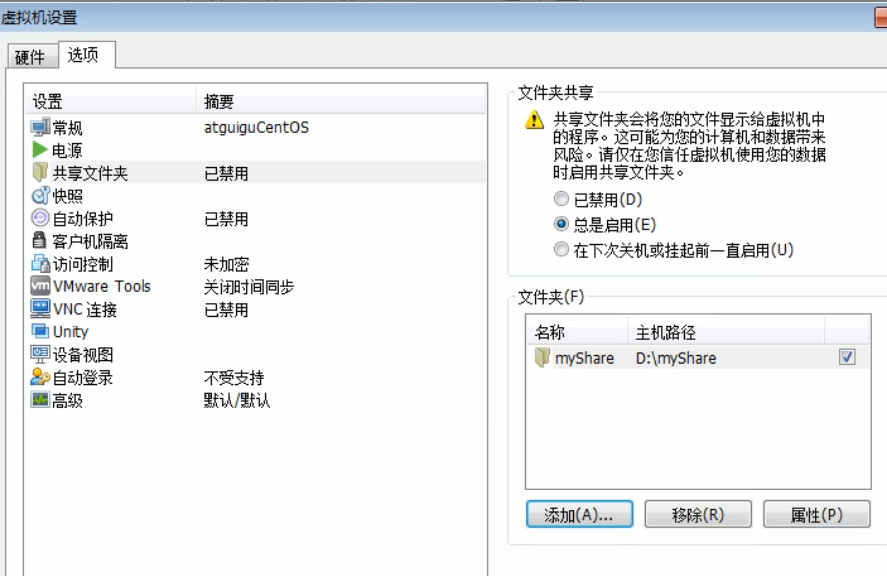 虚拟机设置
硬件 选项
设置 摘要
常规 atguiguCentOS
电源
共享文件夹 已禁用
快照
自动保护 已禁用
客户机隔离
访问控制 未加密
VMware Tools 关闭时间同步
VNC 连接 已禁用
Unity
设备视图
自动登录 不受支持
高级 默认/默认
文件夹共享
共享文件夹会将您的文件显示给虚拟机中
的程序。这可能为您的计算机和数据带来
风险。请仅在您信任虚拟机使用您的数据
时启用共享文件夹。
已禁用(D)
总是启用(E)
在下次关机或挂起前一直启用(U)
文件夹(F)
名称 主机路径
myShare D:\myShare
添加(A)... 移除(R) 属性(P)